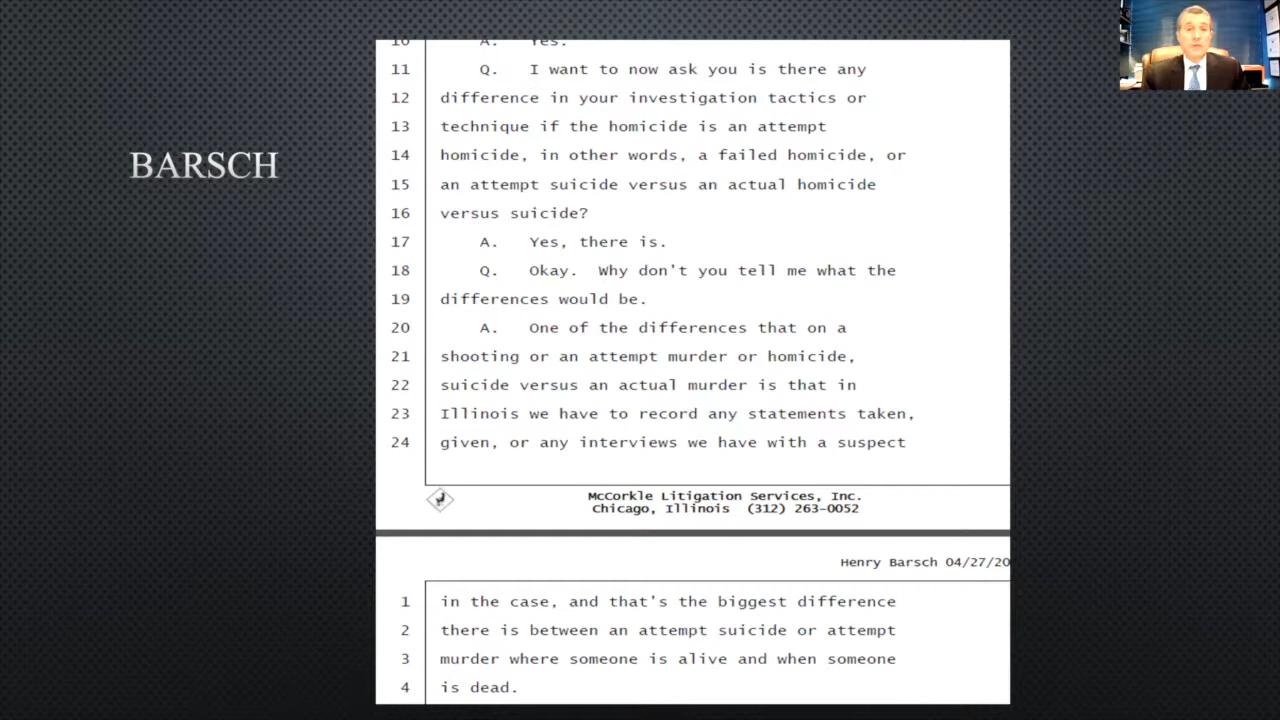 BARSCH
10 A. Yes.
11 Q. I want to now ask you is there any
12 difference in your investigation tactics or
13 technique if the homicide is an attempt
14 homicide, in other words, a failed homicide, or
15 an attempt suicide versus an actual homicide
16 versus suicide?
17 A. Yes, there is.
18 Q. Okay. Why don't you tell me what the
19 differences would be.
20 A. One of the differences that on a
21 shooting or an attempt murder or homicide,
22 suicide versus an actual murder is that in
23 Illinois we have to record any statements taken,
24 given, or any interviews we have with a suspect
McCorkle Litigation Services, Inc.
Chicago, Illinois (312) 263-0052
Henry Barsch 04/27/20
1 in the case, and that's the biggest difference
2 there is between an attempt suicide or attempt
3 murder where someone is alive and when someone
4 is dead.